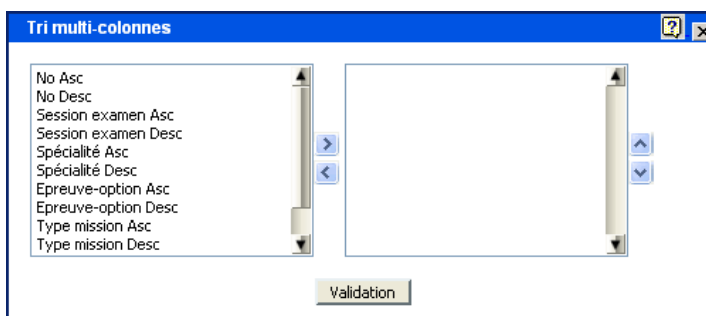 Tri multi-colonnes
No Asc
No Desc
Session examen Asc
Session examen Desc
Spécialité Asc
Spécialité Desc
Epreuve-option Asc
Epreuve-option Desc
Type mission Asc
Type mission Desc
Validation